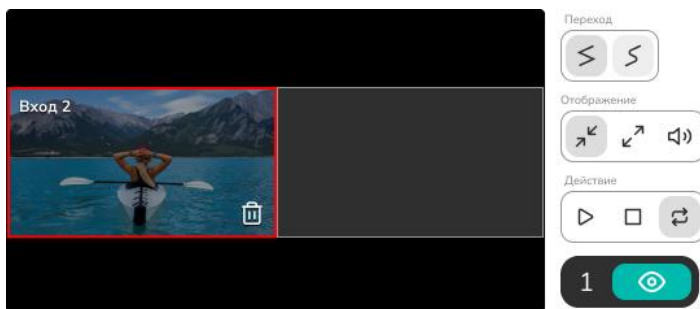 Переход
Вход 2
Отображение
Действие
1